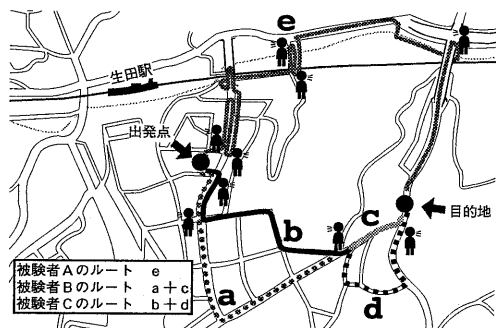 e
生田駅
出発点
目的地
b
c
a
d
被験者Aのルート e
被験者Bのルート a+c
被験者Cのルート b+d